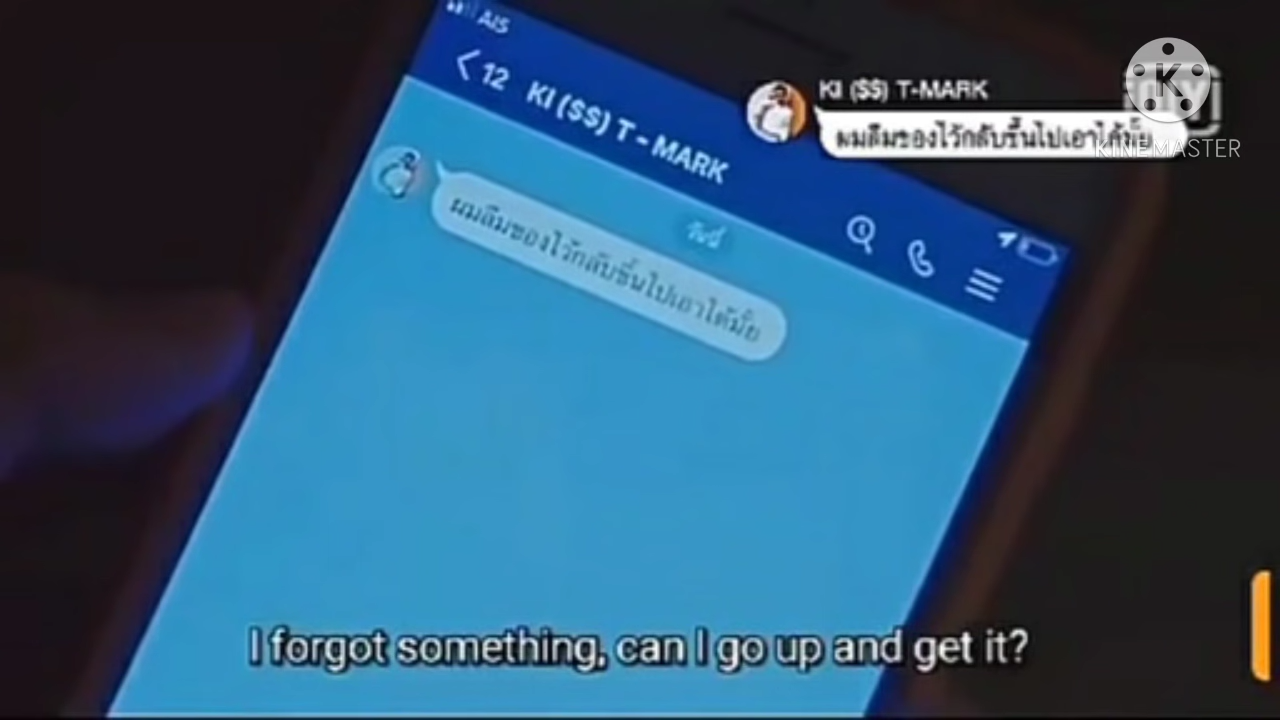 AIS
12 KI ($$) T - MARK
KI ($$) T-MARK
ผมลืมของไว้กลับขึ้นไปเอาได้มั้ย
KINEMASTER
วันนี้
ผมลืมของไว้กลับขึ้นไปเอาได้มั้ย
I forgot something, can I go up and get it?